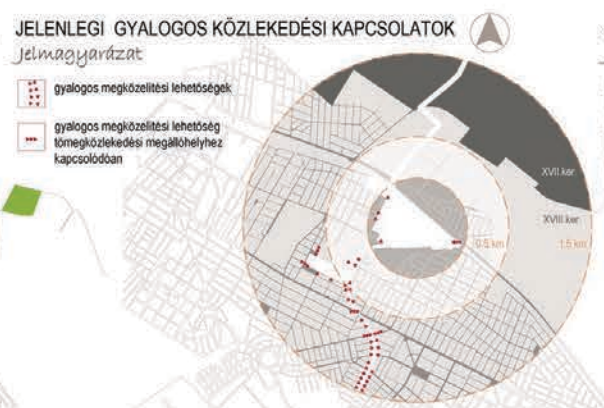 JELENLEGI GYALOGOS KÖZLEKEDÉSI KAPCSOLATOK
Jelmagyarázat
gyalogos megközelítési lehetőségek
gyalogos megközelítési lehetőség
tömegközlekedési megállóhelyhez
kapcsolódóan
XVII.ker
XVIII.ker
0.5 km
1.5 km